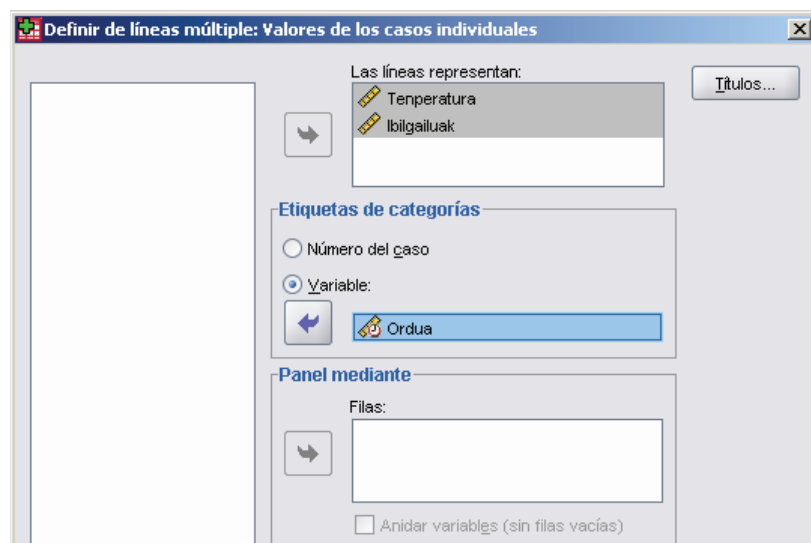 Definir de líneas múltiple: Valores de los casos individuales
Las líneas representan:
Tenperatura
Ibilgailuak
Títulos...
Etiquetas de categorías
Número del caso
Variable:
Ordua
Panel mediante
Filas:
Anidar variables (sin filas vacías)